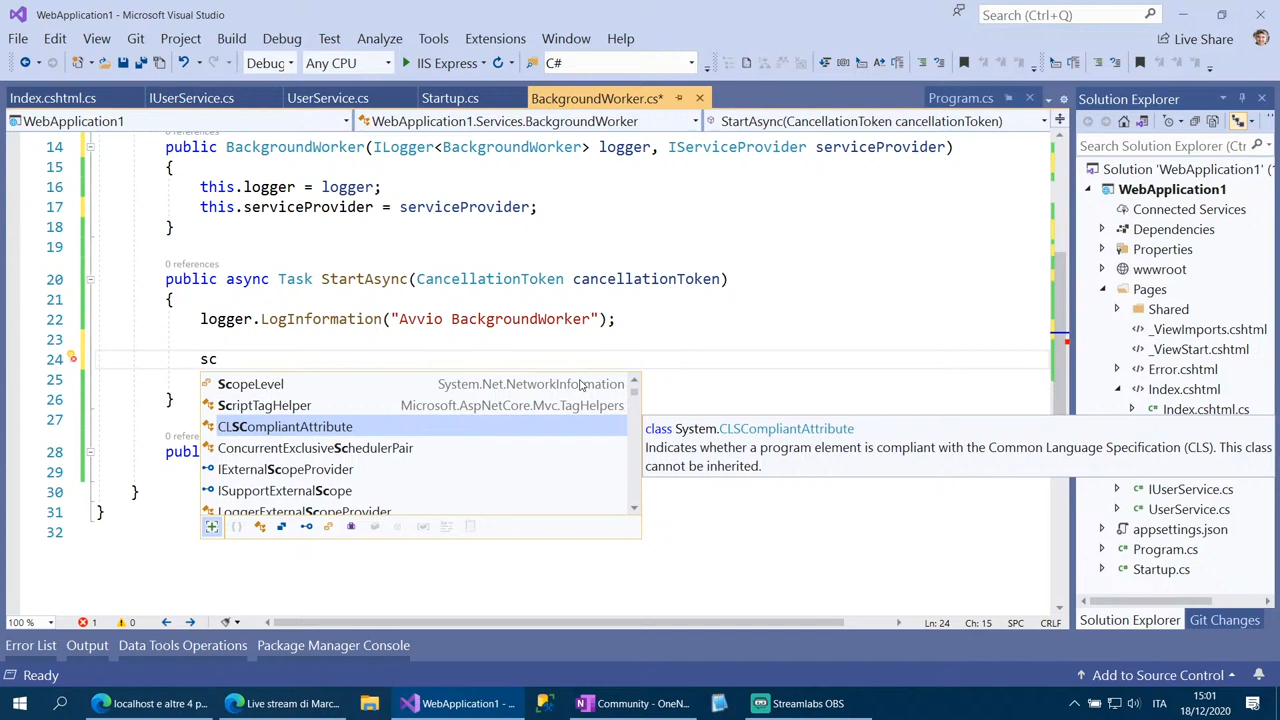 WebApplication1 - Microsoft Visual Studio
Search (Ctrl+Q)
File Edit View Git Project Build Debug Test Analyze Tools Extensions Window Help
Live Share
Debug Any CPU IIS Express C#
Index.cshtml.cs IUserService.cs UserService.cs Startup.cs BackgroundWorker.cs* Program.cs
WebApplication1 WebApplication1.Services.BackgroundWorker StartAsync(CancellationToken cancellationToken)
0 references
14 public BackgroundWorker(ILogger<BackgroundWorker> logger, IServiceProvider serviceProvider)
15 {
16 this.logger = logger;
17 this.serviceProvider = serviceProvider;
18 }
19
0 references
20 public async Task StartAsync(CancellationToken cancellationToken)
21 {
22 logger.LogInformation("Avvio BackgroundWorker");
23
24 sc
25
26 }
27
0 refere
28 publ
29
30 }
31 }
32
ScopeLevel System.Net.NetworkInformation
ScriptTagHelper Microsoft.AspNetCore.Mvc.TagHelpers
CLSCompliantAttribute
ConcurrentExclusiveSchedulerPair
IExternalScopeProvider
ISupportExternalScope
LoggerExternalScopeProvider
class System.CLSCompliantAttribute
Indicates whether a program element is compliant with the Common Language Specification (CLS). This class
cannot be inherited.
Solution Explorer
Search Solution Explorer (Ctr
Solution 'WebApplication1' (1
WebApplication1
Connected Services
Dependencies
Properties
wwwroot
Pages
Shared
_ViewImports.cshtml
_ViewStart.cshtml
Error.cshtml
Index.cshtml
Index.cshtml.cs
IUserService.cs
UserService.cs
appsettings.json
Program.cs
Startup.cs
Solution Explorer Git Changes
100 % 1 0 Ln: 24 Ch: 15 SPC CRLF
Error List Output Data Tools Operations Package Manager Console
Ready
Add to Source Control
localhost e altre 4 p Live stream di Marc... WebApplication1 - ... Community - OneN... Streamlabs OBS
ITA
15:01
18/12/2020